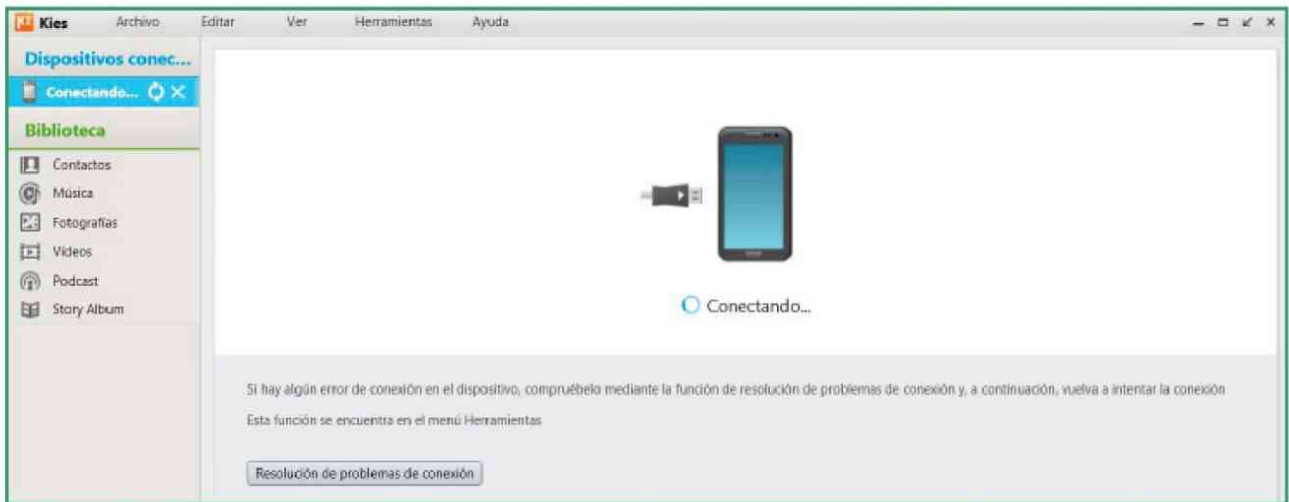 Kies Archivo Editar Ver Herramientas Ayuda
Dispositivos conec...
Conectando...
Biblioteca
Contactos
Música
Fotografías
Vídeos
Podcast
Story Album
Conectando...
Si hay algún error de conexión en el dispositivo, compruébelo mediante la función de resolución de problemas de conexión y, a continuación, vuelva a intentar la conexión
Esta función se encuentra en el menú Herramientas
Resolución de problemas de conexión